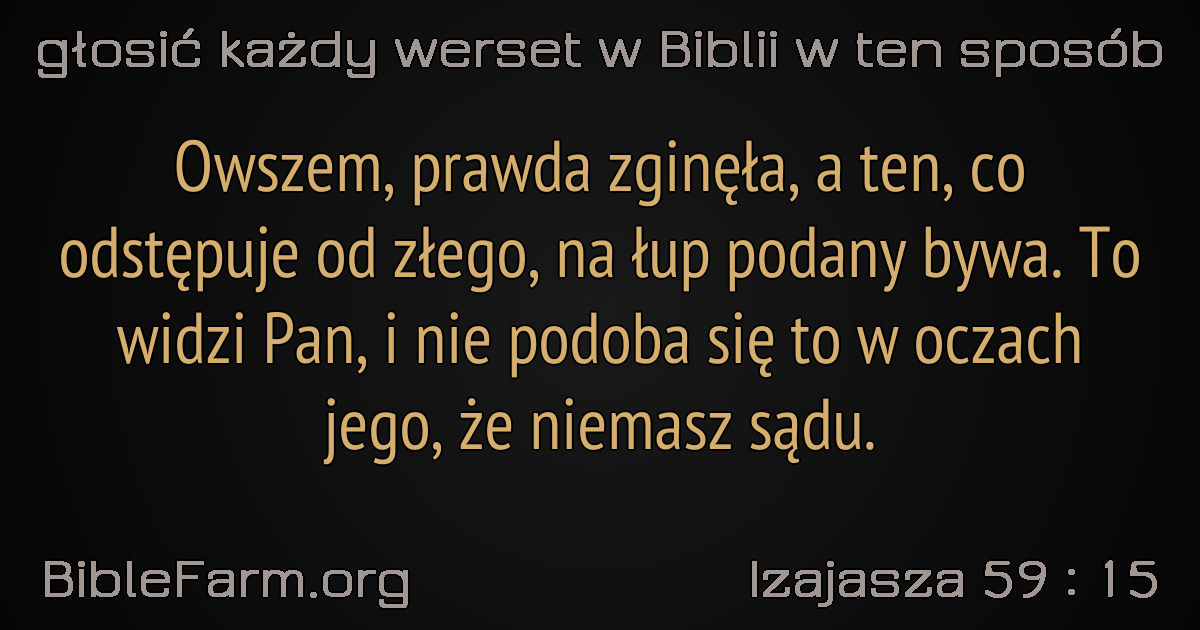 głosić każdy werset w Biblii w ten sposób
Owszem, prawda zginęła, a ten, co
odstępuje od złego, na łup podany bywa. To
widzi Pan, i nie podoba się to w oczach
jego, że niemasz sądu.
BibleFarm.org
Izajasza 59 : 15